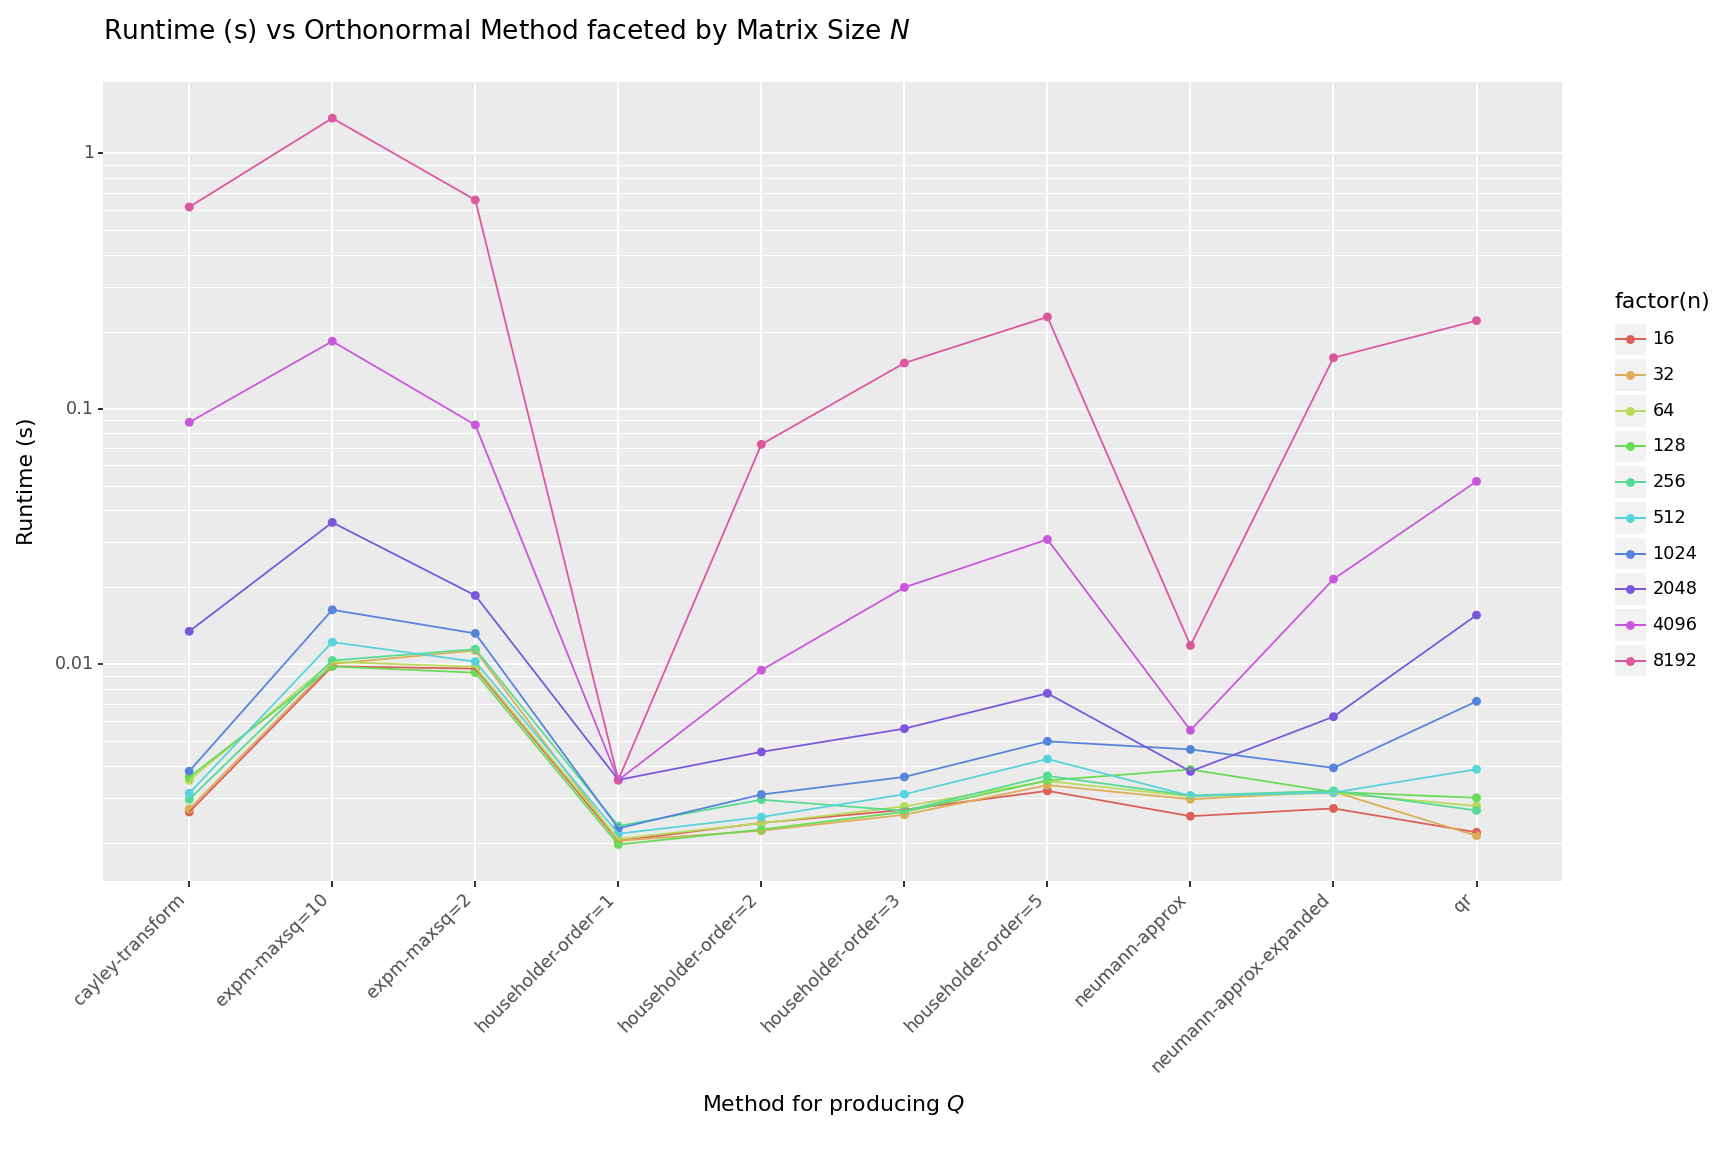 Runtime (s) vs Orthonormal Method faceted by Matrix Size N
Runtime (s)
1
0.1
0.01
cayley-transform
expm-maxsq=10
expm-maxsq=2
householder-order=1
householder-order=2
householder-order=3
householder-order=5
neumann-approx
neumann-approx-expanded
qr
Method for producing Q
factor(n)
16
32
64
128
256
512
1024
2048
4096
8192